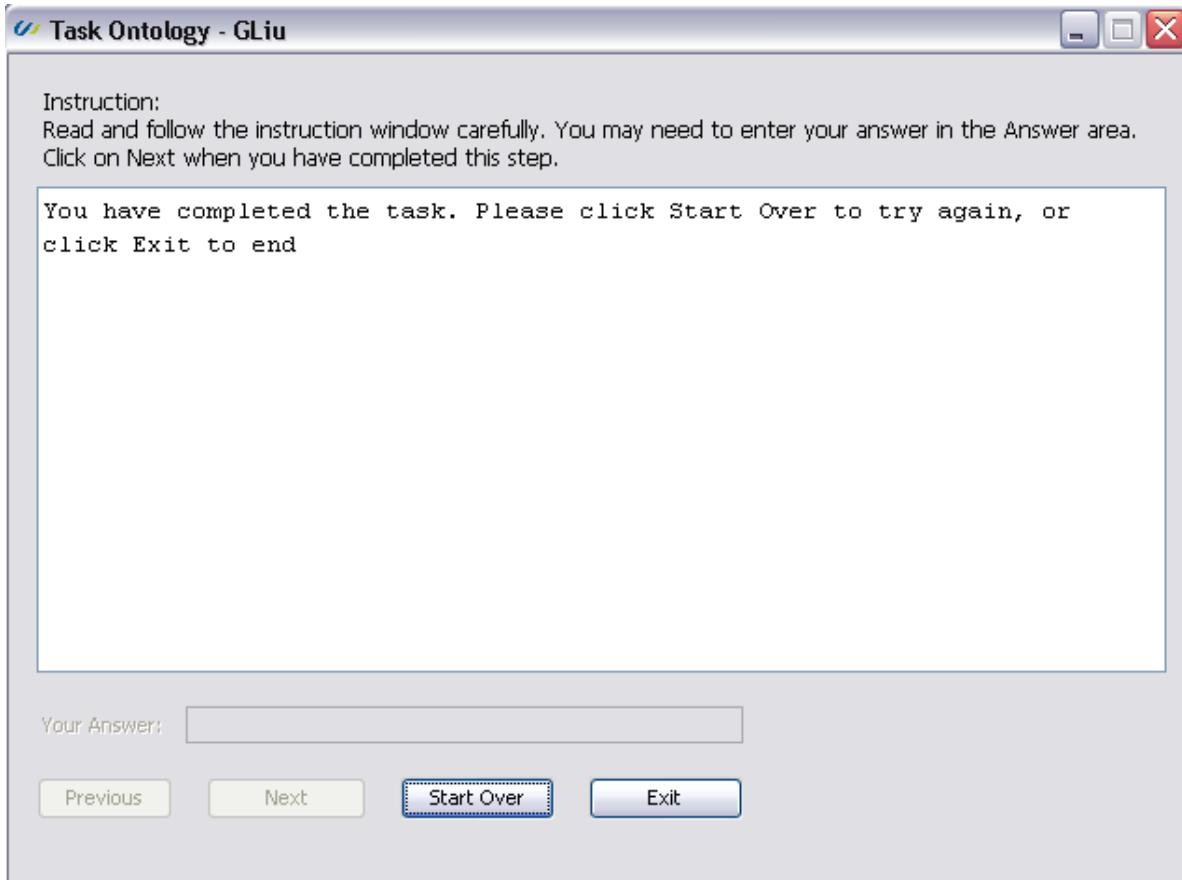 Task Ontology - GLiu
Instruction:
Read and follow the instruction window carefully. You may need to enter your answer in the Answer area.
Click on Next when you have completed this step.
You have completed the task. Please click Start Over to try again, or
click Exit to end
Your Answer:
Previous Next Start Over Exit